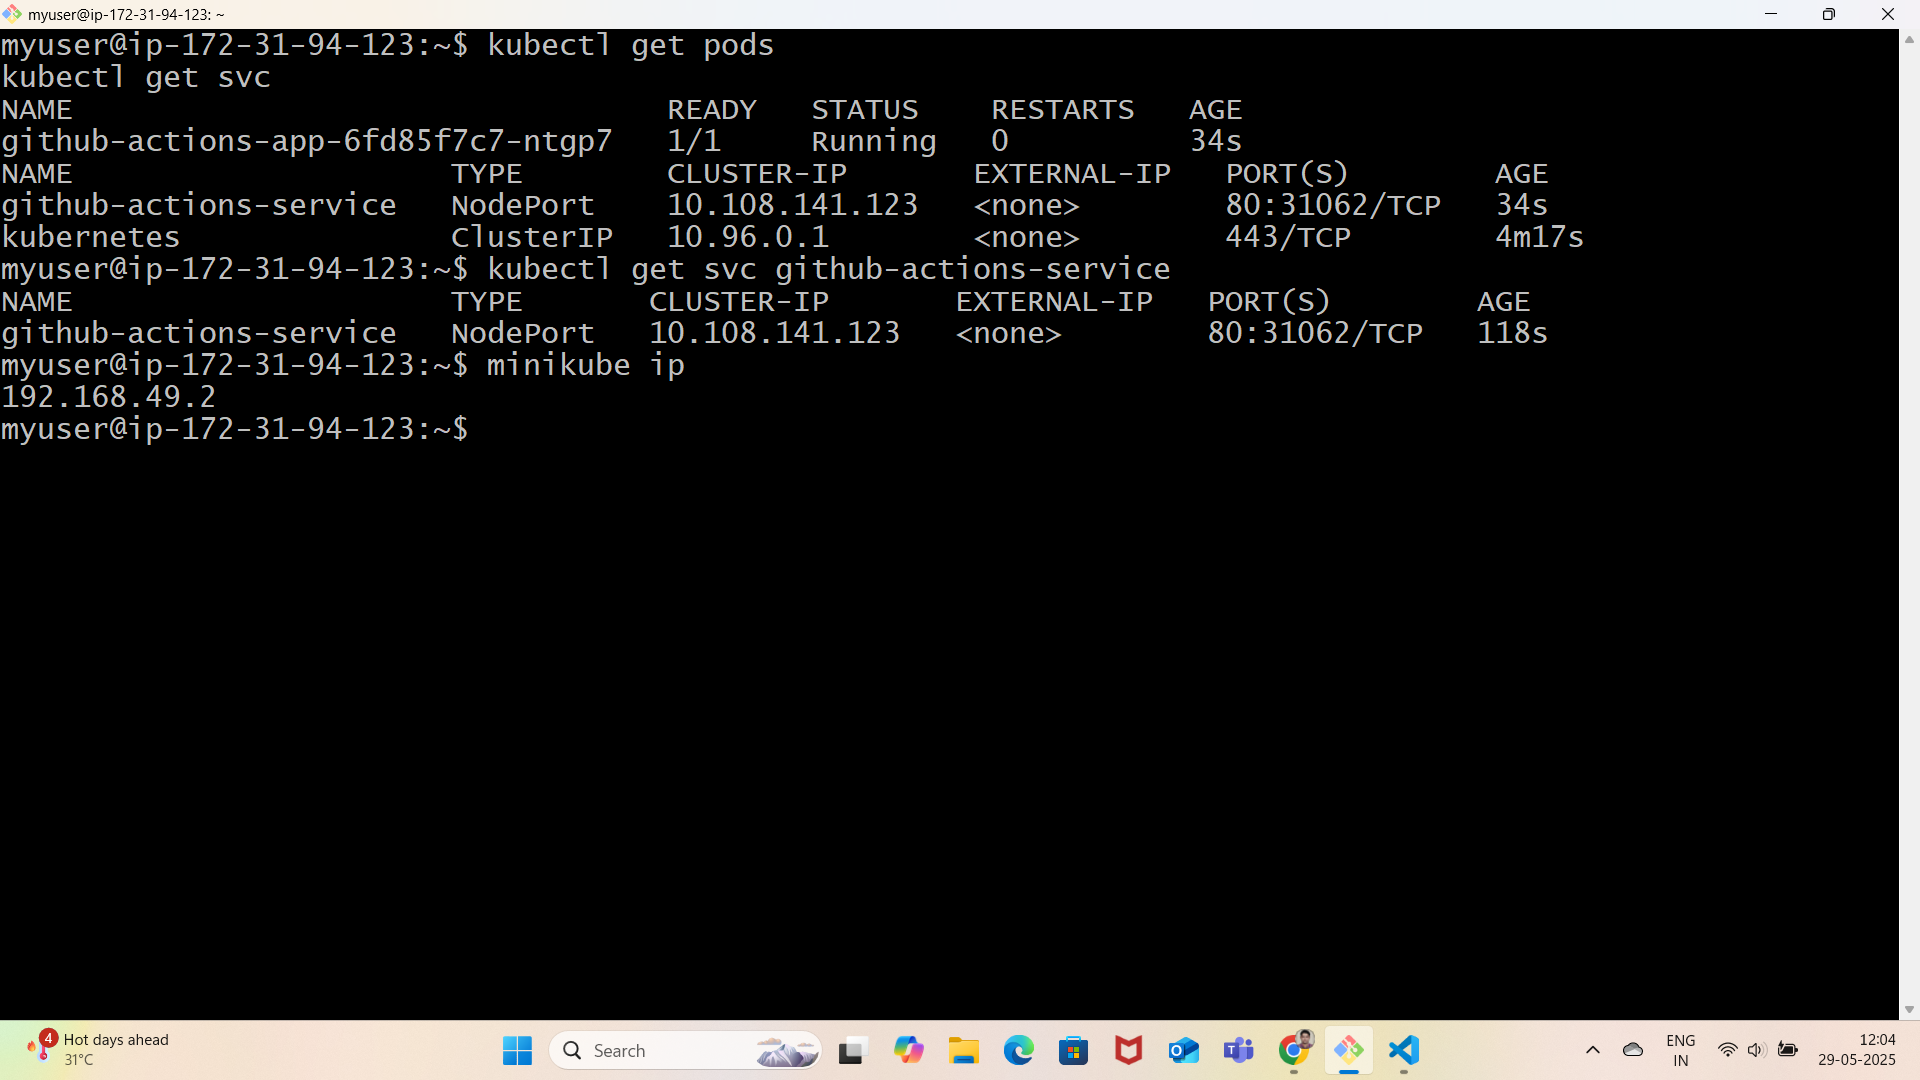 myuser@ip-172-31-94-123: ~
myuser@ip-172-31-94-123:~$ kubectl get pods
kubectl get svc
NAME READY STATUS RESTARTS AGE
github-actions-app-6fd85f7c7-ntgp7 1/1 Running 0 34s
NAME TYPE CLUSTER-IP EXTERNAL-IP PORT(S) AGE
github-actions-service NodePort 10.108.141.123 <none> 80:31062/TCP 34s
kubernetes ClusterIP 10.96.0.1 <none> 443/TCP 4m17s
myuser@ip-172-31-94-123:~$ kubectl get svc github-actions-service
NAME TYPE CLUSTER-IP EXTERNAL-IP PORT(S) AGE
github-actions-service NodePort 10.108.141.123 <none> 80:31062/TCP 118s
myuser@ip-172-31-94-123:~$ minikube ip
192.168.49.2
myuser@ip-172-31-94-123:~$
4 Hot days ahead
31°C
Search
ENG
IN
12:04
29-05-2025